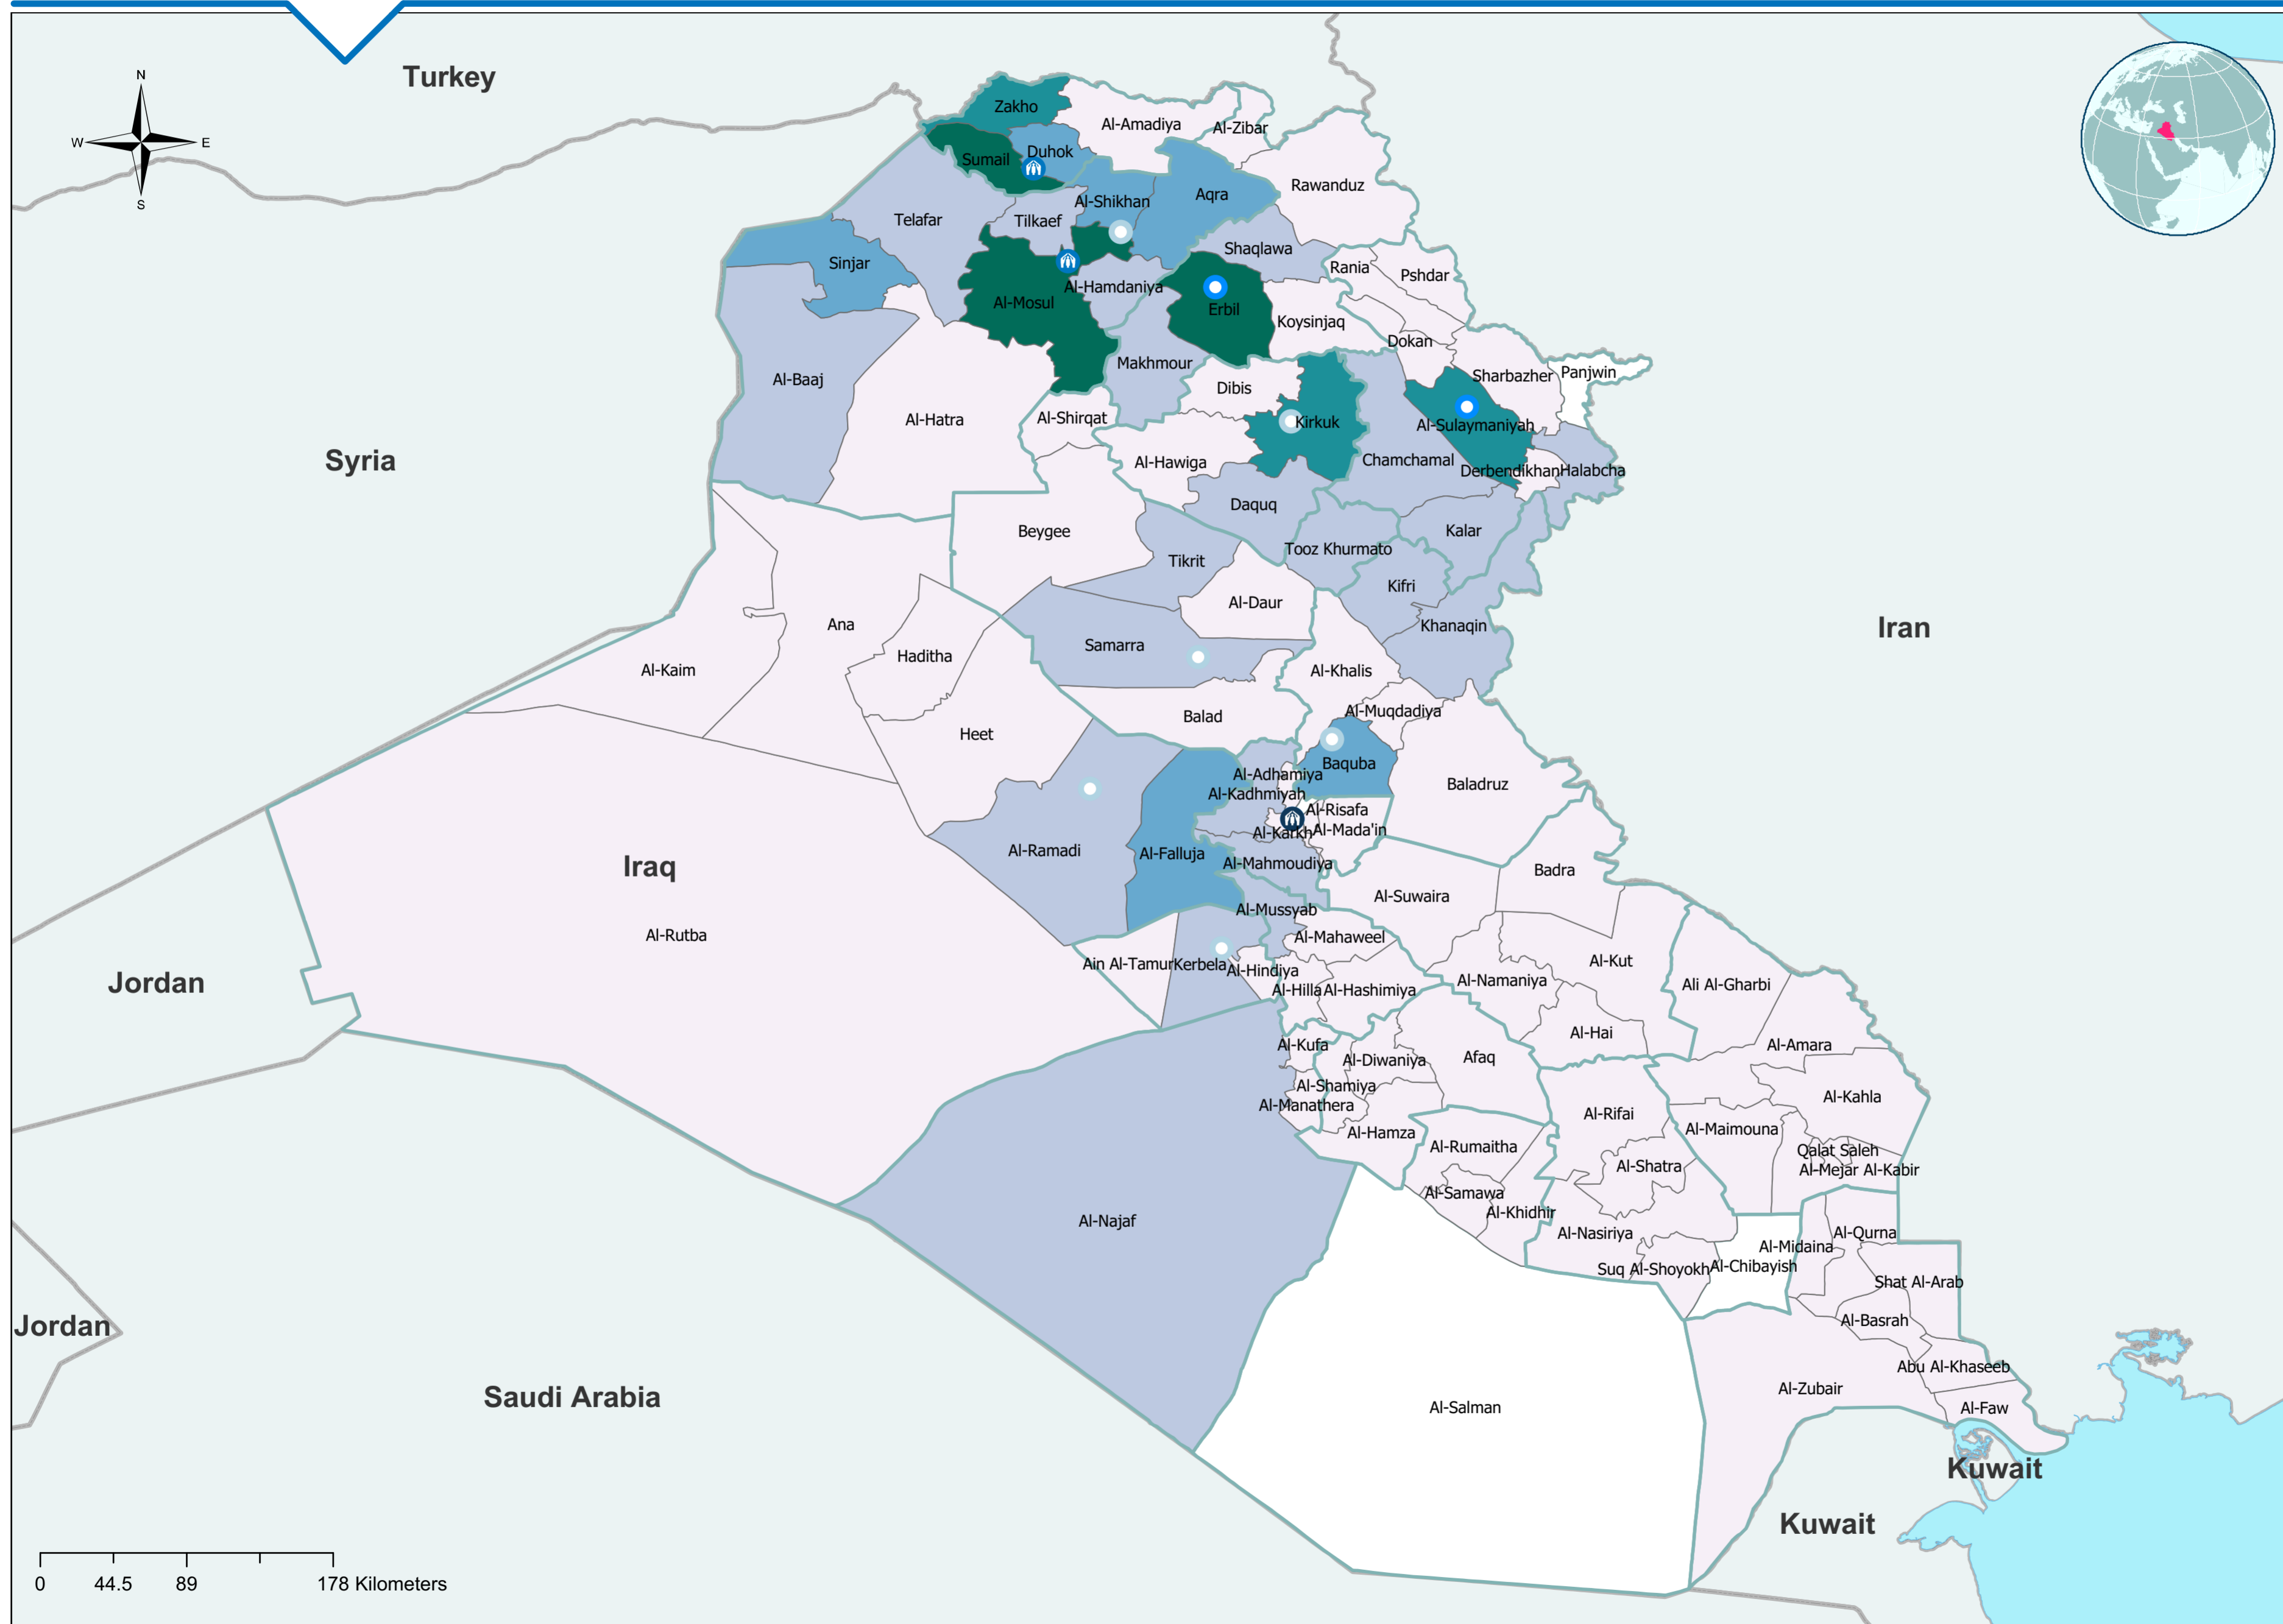 Turkey
N
W
E
S
Zakho
Al-Amadiya
Al-Zibar
Sumail
Duhok
Rawanduz
Al-Shikhan
Aqra
Telafar
Tilkaef
Shaqlawa
Sinjar
Rania
Pshdar
Al-Hamdaniya
Al-Mosul
Erbil
Koysinjaq
Dokan
Makhmour
Al-Baaj
Dibis
Sharbazher
Panjwin
Al-Hatra
Al-Shirqat
Kirkuk
Al-Sulaymaniyah
Syria
Al-Hawiga
Chamchamal
Derbendikhan
Halabcha
Daquq
Beygee
Kalar
Tooz Khurmato
Tikrit
Kifri
Al-Daur
Ana
Khanaqin
Iran
Samarra
Haditha
Al-Kaim
Al-Khalis
Al-Muqdadiya
Balad
Heet
Baquba
Al-Adhamiya
Baladruz
Al-Kadhmiyah
Al-Risafa
Al-Karkh
Al-Mada'in
Al-Ramadi
Al-Falluja
Al-Mahmoudiya
Iraq
Badra
Al-Suwaira
Al-Mussyab
Al-Rutba
Al-Mahaweel
Al-Kut
Ain Al-Tamur
Kerbela
Al-Hindiya
Jordan
Al-Namaniya
Ali Al-Gharbi
Al-Hilla
Al-Hashimiya
Al-Hai
Al-Kufa
Al-Amara
Al-Diwaniya
Afaq
Al-Shamiya
Al-Kahla
Al-Manathera
Al-Rifai
Al-Hamza
Al-Maimouna
Al-Rumaitha
Qalat Saleh
Al-Shatra
Al-Mejar Al-Kabir
Al-Samawa
Al-Khidhir
Al-Najaf
Al-Nasiriya
Al-Qurna
Al-Midaina
Suq Al-Shoyokh
Al-Chibayish
Shat Al-Arab
Jordan
Al-Basrah
Abu Al-Khaseeb
Al-Zubair
Saudi Arabia
Al-Salman
Al-Faw
Kuwait
Kuwait
0 44.5 89 178 Kilometers